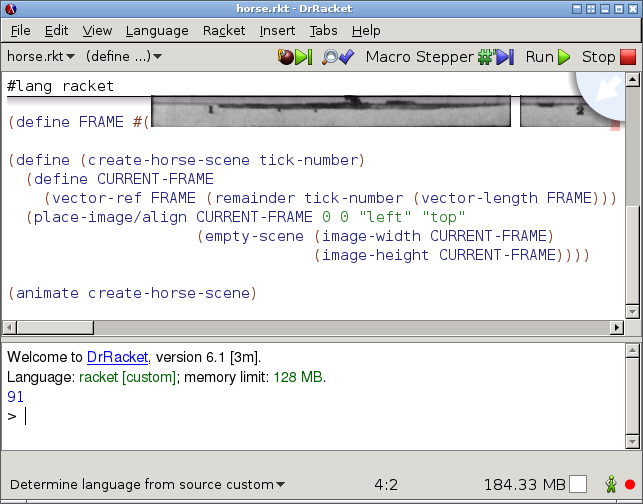 horse.rkt - DrRacket
File Edit View Language Racket Insert Tabs Help
horse.rkt (define ...) Macro Stepper Run Stop
#lang racket
1 2
(define FRAME #(
(define (create-horse-scene tick-number)
(define CURRENT-FRAME
(vector-ref FRAME (remainder tick-number (vector-length FRAME)))
(place-image/align CURRENT-FRAME 0 0 "left" "top"
(empty-scene (image-width CURRENT-FRAME)
(image-height CURRENT-FRAME))))
(animate create-horse-scene)
Welcome to DrRacket, version 6.1 [3m].
Language: racket [custom]; memory limit: 128 MB.
91
>
Determine language from source custom 4:2 184.33 MB